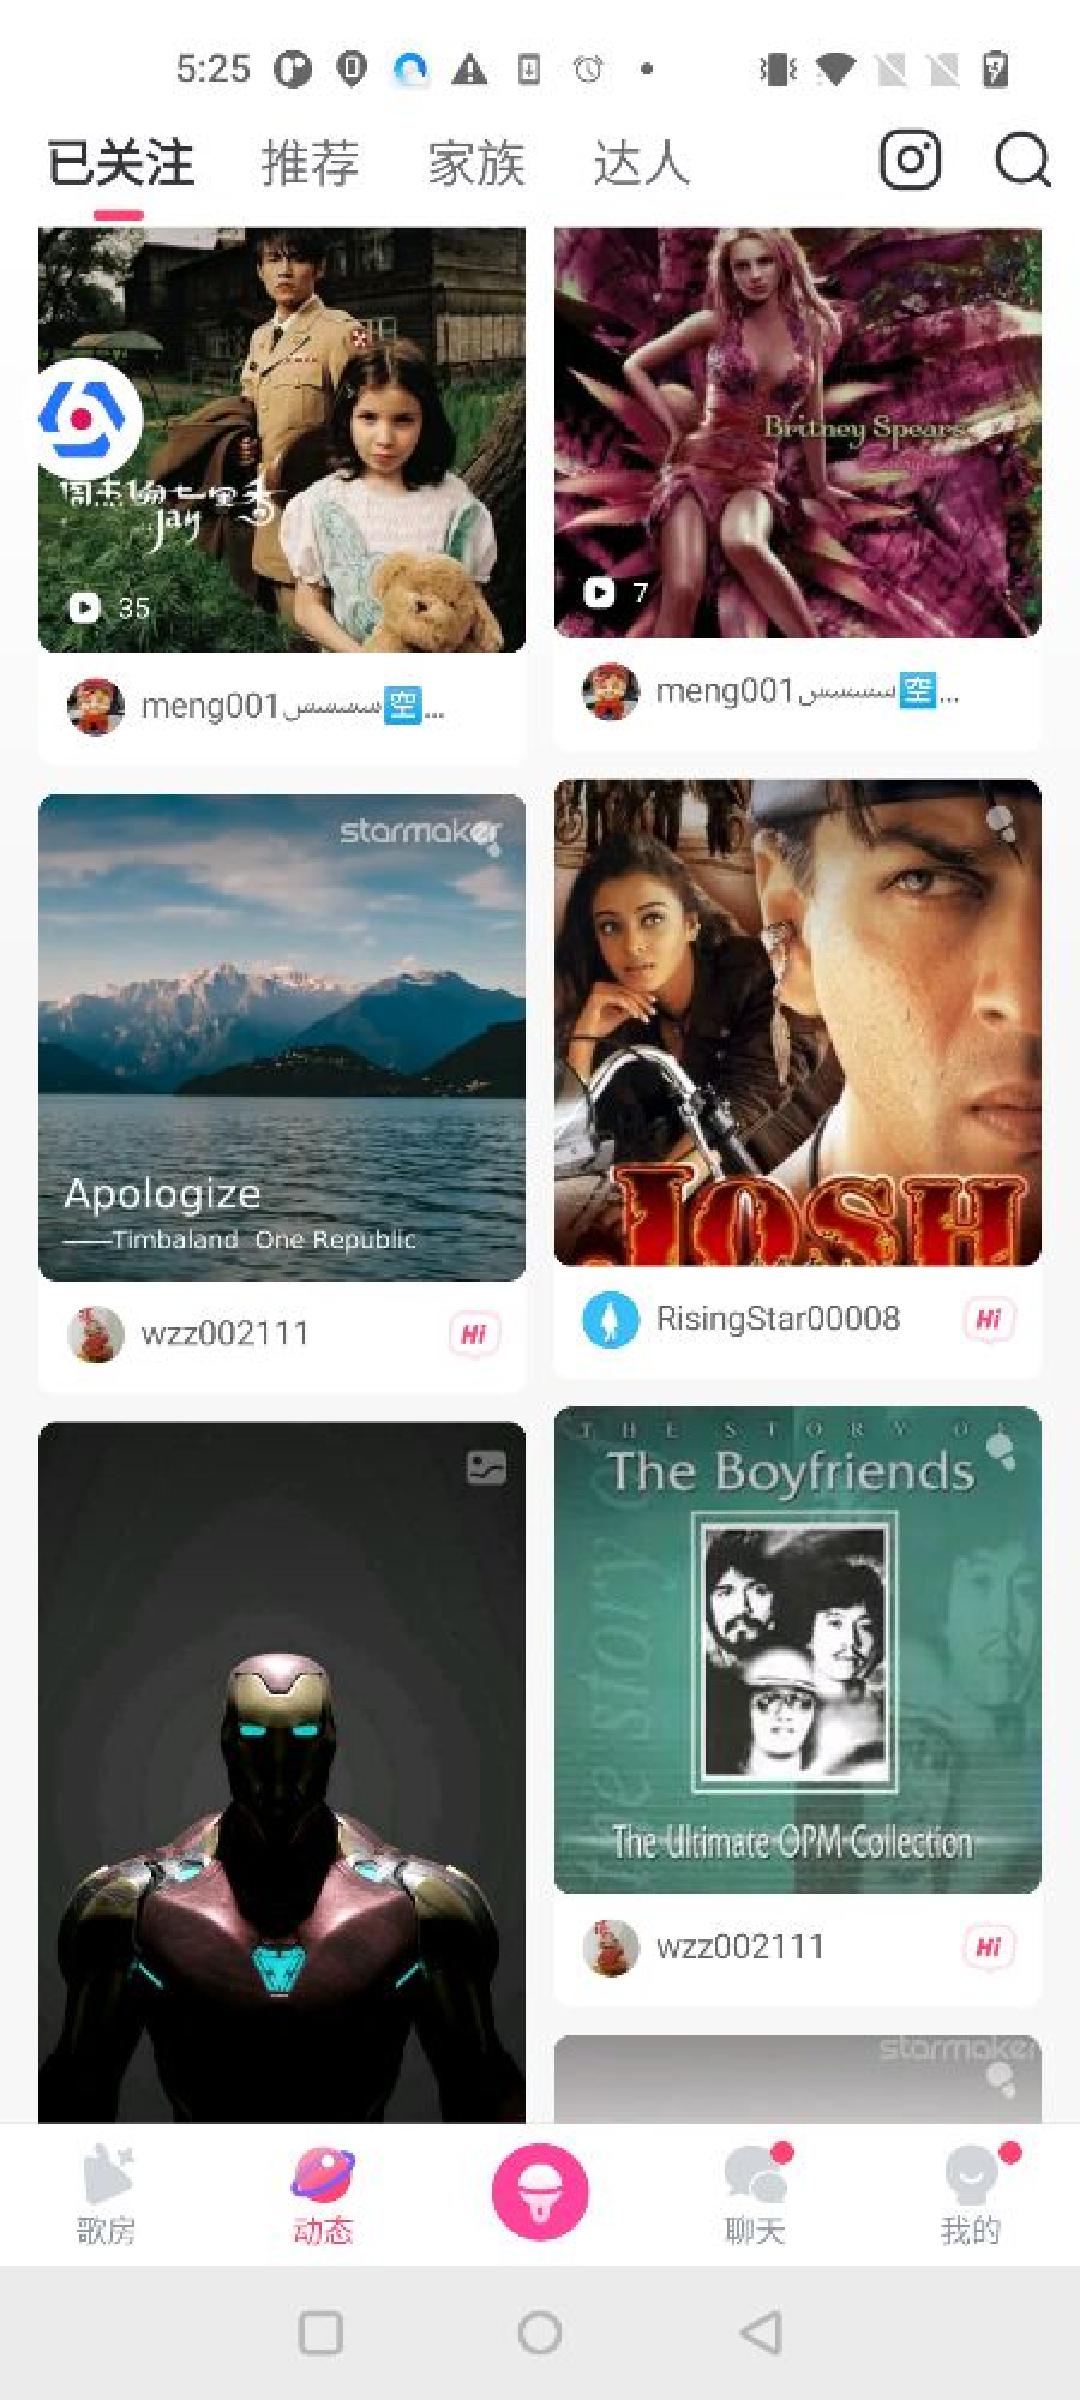 5:25
已关注 推荐 家族 达人
周杰伦 七里香
Jay
35
meng001سسسسس空...
Britney Spears
7
meng001سسسسس空...
starmaker
Apologize
——Timbaland One Republic
wzz002111
Hi
JOSH
RisingStar00008
Hi
THE STORY OF
The Boyfriends
The Ultimate OPM Collection
wzz002111
Hi
starmaker
歌房 动态 聊天 我的